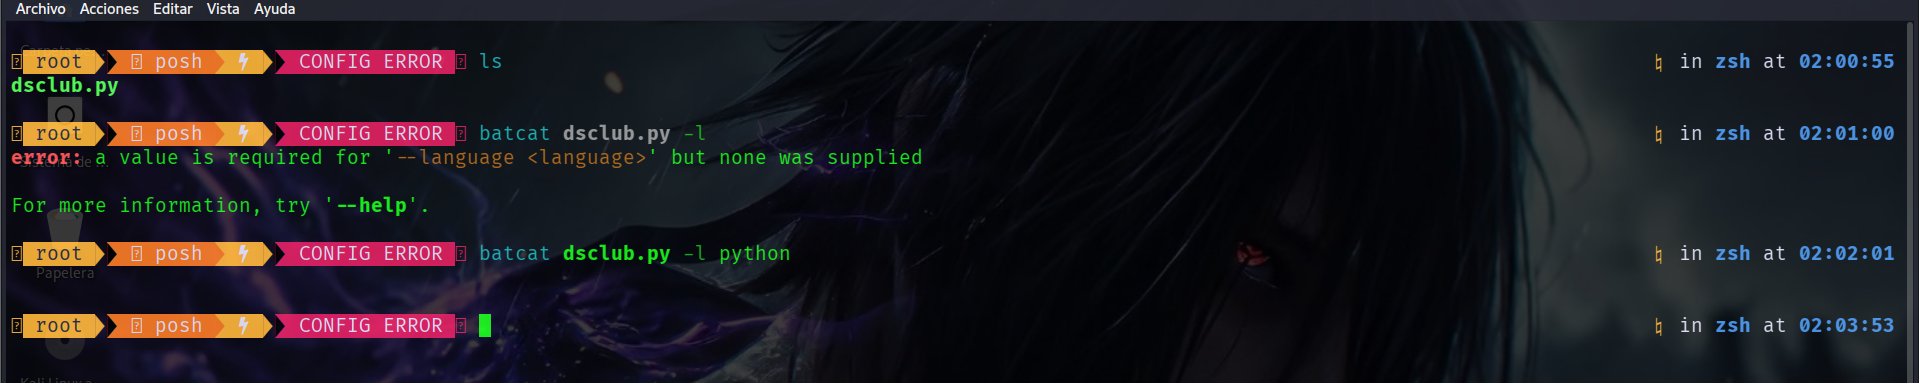 Archivo Acciones Editar Vista Ayuda
root posh CONFIG ERROR ls in zsh at 02:00:55
dsclub.py
root posh CONFIG ERROR batcat dsclub.py -l in zsh at 02:01:00
error: a value is required for '--language <language>' but none was supplied
For more information, try '--help'.
root posh CONFIG ERROR batcat dsclub.py -l python in zsh at 02:02:01
Papelera
root posh CONFIG ERROR in zsh at 02:03:53